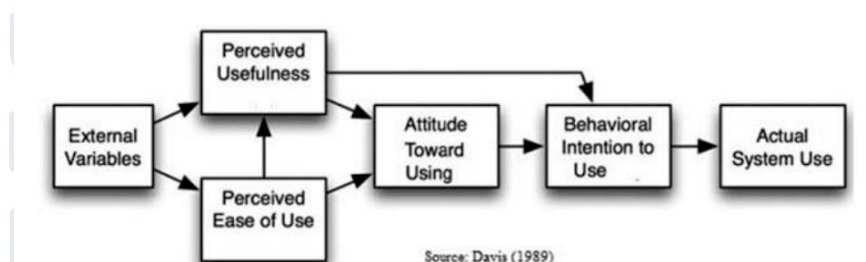 Perceived
Usefulness
External
Variables
Perceived
Ease of Use
Attitude
Toward
Using
Behavioral
Intention to
Use
Actual
System Use
Source: Davis (1989)